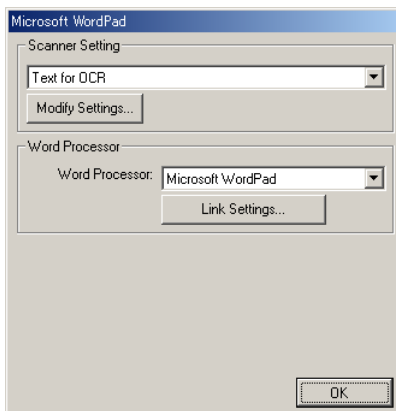 Microsoft WordPad
Scanner Setting
Text for OCR
Modify Settings...
Word Processor
Word Processor: Microsoft WordPad
Link Settings...
OK